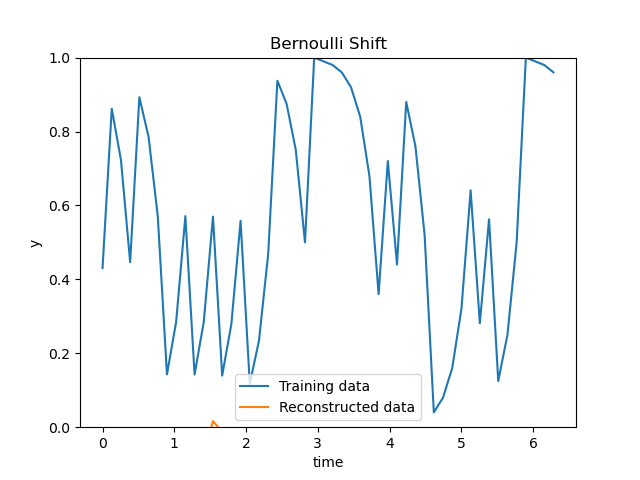 Bernoulli Shift
1.0
0.8
0.6
0.4
0.2
0.0
y
Training data
Reconstructed data
0 1 2 3 4 5 6
time